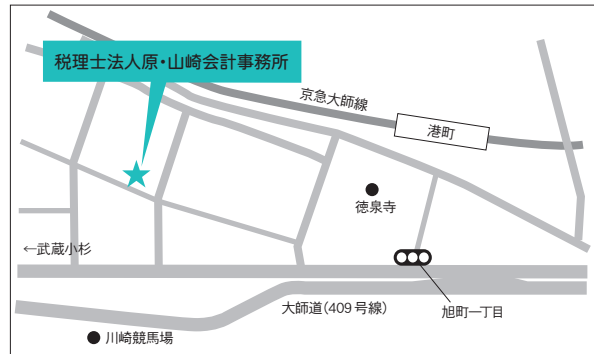 税理士法人原・山崎会計事務所
京急大師線
港町
徳泉寺
←武蔵小杉
大師道(409号線)
旭町一丁目
川崎競馬場